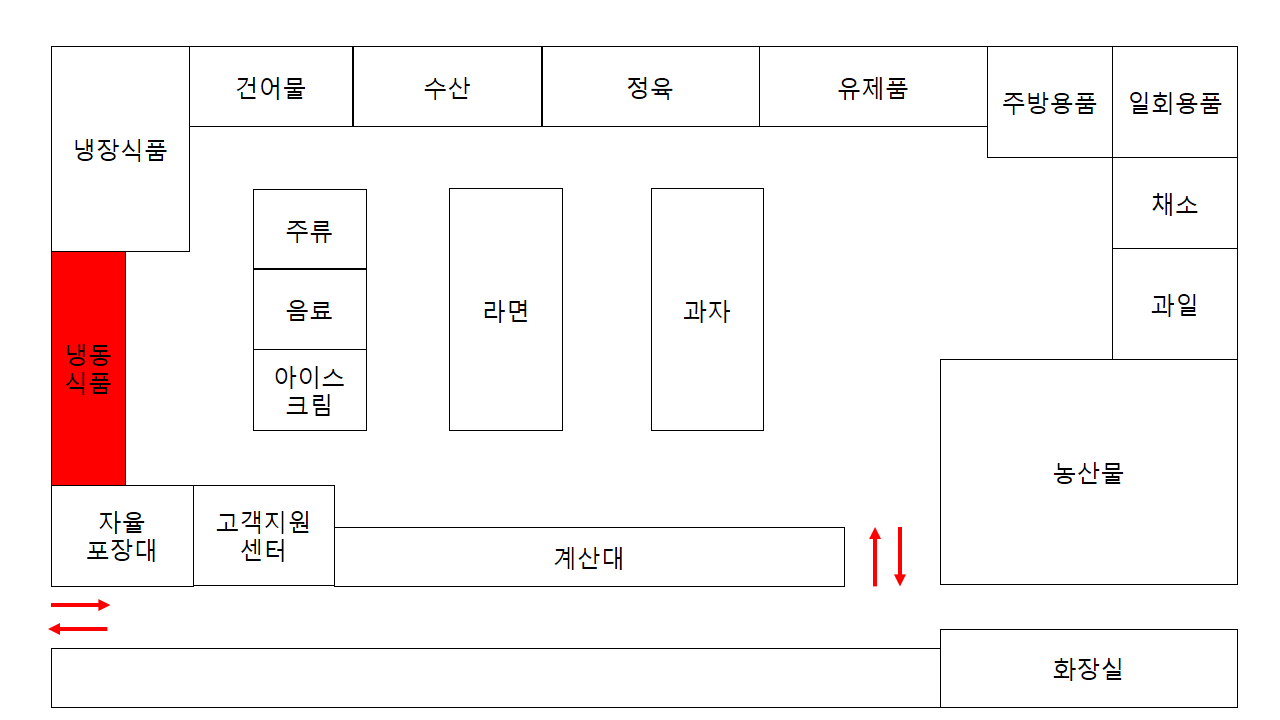 건어물
수산
정육
유제품
주방용품
일회용품
냉장식품
채소
주류
음료
라면
과자
과일
냉동
식품
아이스
크림
농산물
자율
포장대
고객지원
센터
계산대
화장실